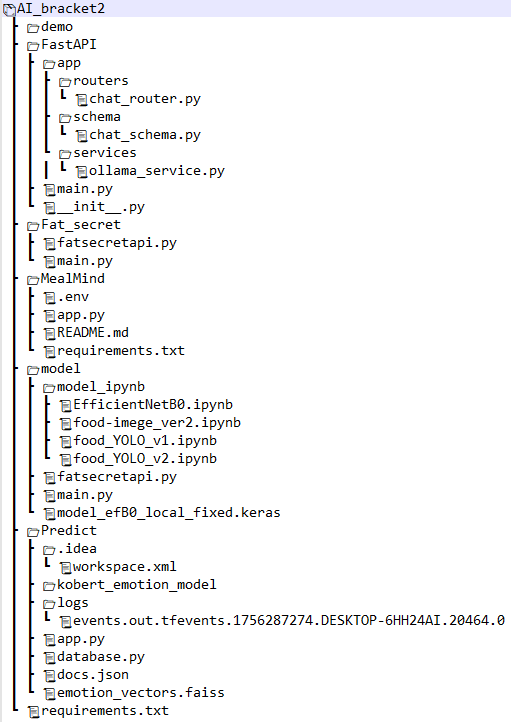 AI_bracket2
demo
FastAPI
app
routers
chat_router.py
schema
chat_schema.py
services
ollama_service.py
main.py
__init__.py
Fat_secret
fatsecretapi.py
main.py
MealMind
.env
app.py
README.md
requirements.txt
model
model_ipynb
EfficientNetB0.ipynb
food-imege_ver2.ipynb
food_YOLO_v1.ipynb
food_YOLO_v2.ipynb
fatsecretapi.py
main.py
model_efB0_local_fixed.keras
Predict
.idea
workspace.xml
kobert_emotion_model
logs
events.out.tfevents.1756287274.DESKTOP-6HH24AI.20464.0
app.py
database.py
docs.json
emotion_vectors.faiss
requirements.txt